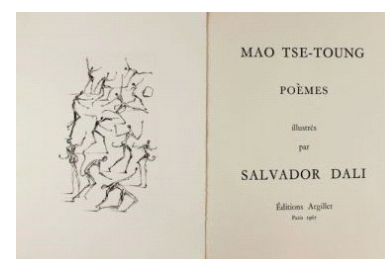 MAO TSE-TOUNG
POÈMES
illustrés
par
SALVADOR DALI
Éditions Argillet
Paris 1967